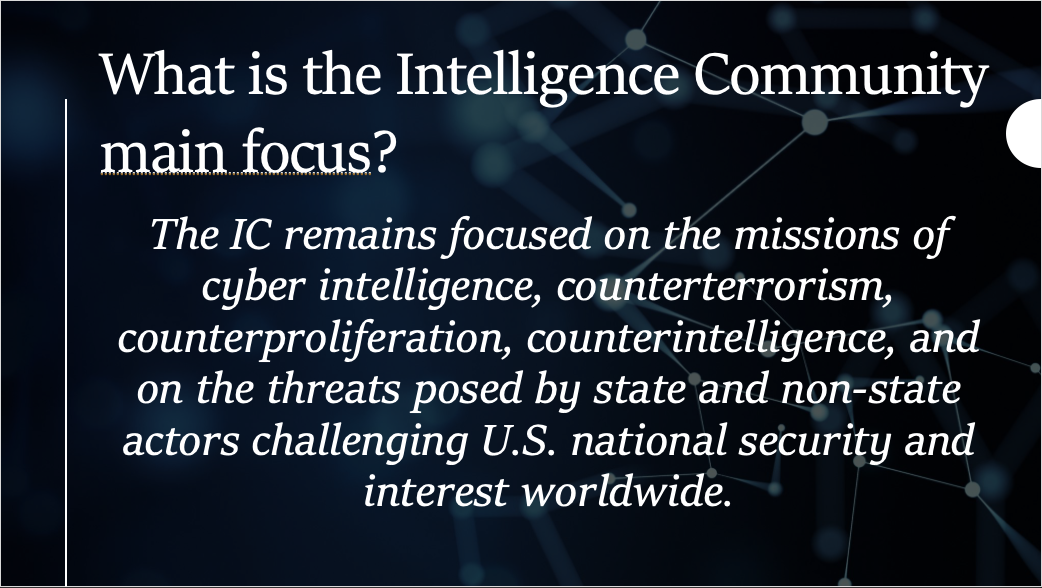 What is the Intelligence Community
main focus?
The IC remains focused on the missions of
cyber intelligence, counterterrorism,
counterproliferation, counterintelligence, and
on the threats posed by state and non-state
actors challenging U.S. national security and
interest worldwide.